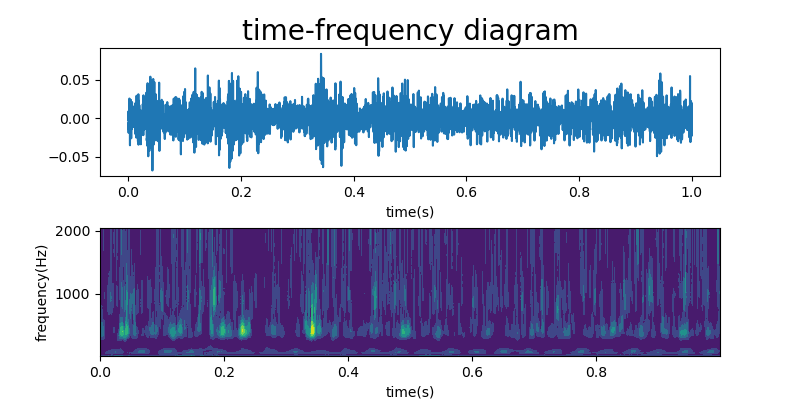 time-frequency diagram
0.05
0.00
−0.05
0.0 0.2 0.4 0.6 0.8 1.0
time(s)
2000
1000
frequency(Hz)
0.0 0.2 0.4 0.6 0.8
time(s)